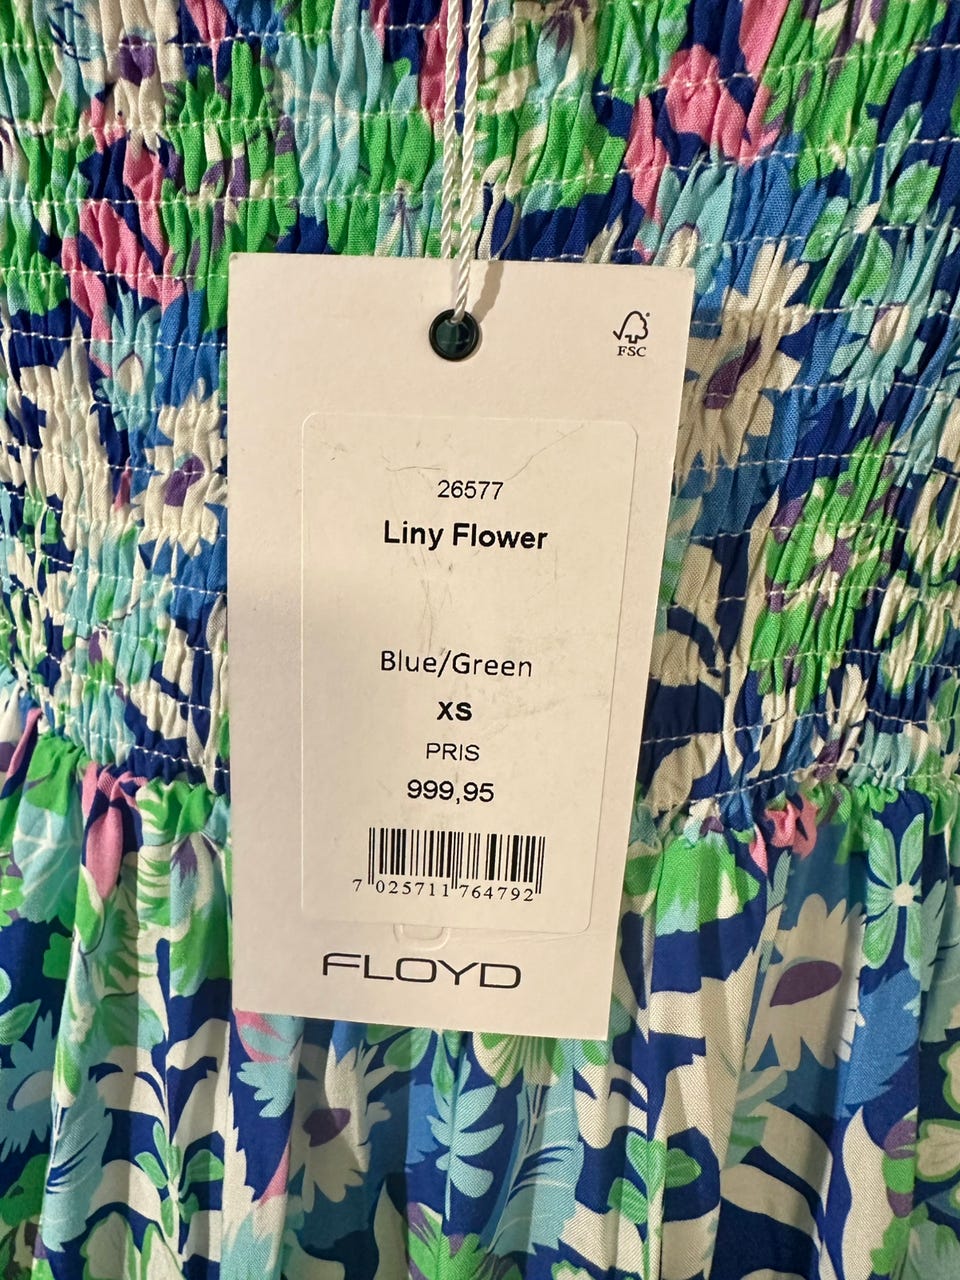 FSC
26577
Liny Flower
Blue/Green
XS
PRIS
999,95
7 025711 764792
FLOYD